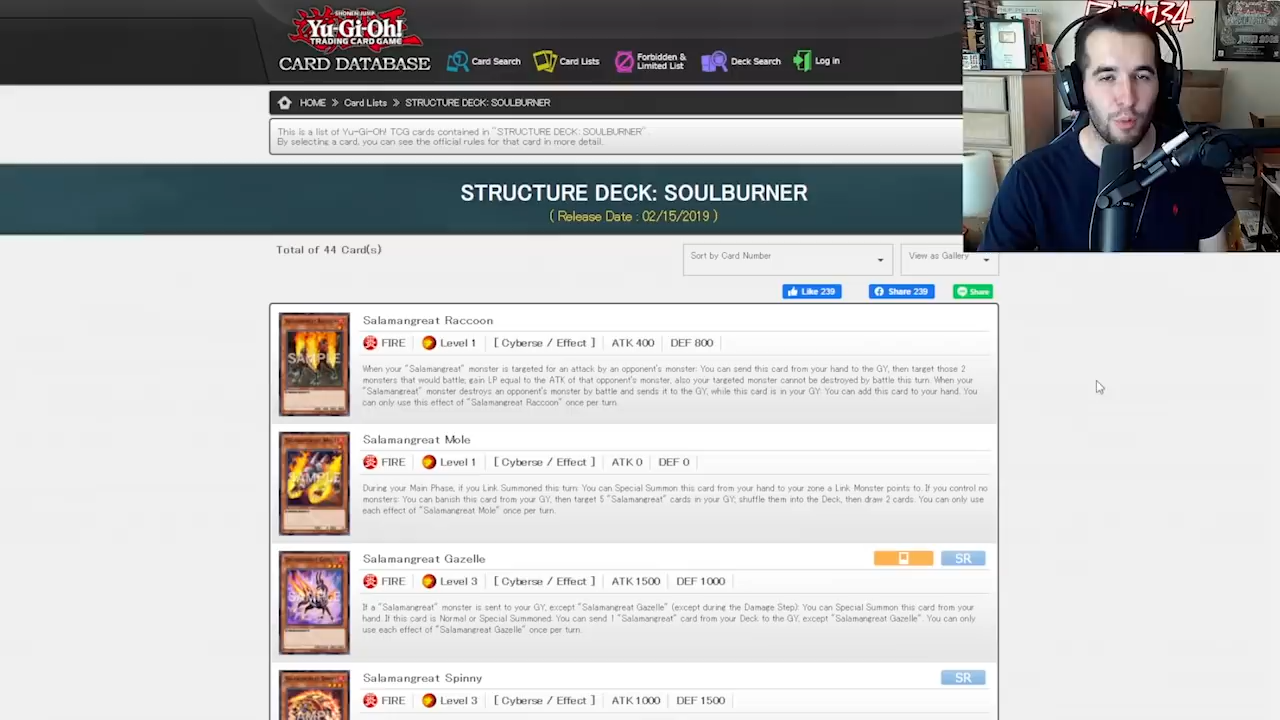 SHONEN JUMP
Yu-Gi-Oh!
TRADING CARD GAME
CARD DATABASE
Text Search
Card Lists
Forbidden &
Limited List
Deck Search
Log in
HOME
Card Lists
STRUCTURE DECK: SOULBURNER
This is a list of Yu-Gi-Oh! TCG cards contained in "STRUCTURE DECK: SOULBURNER".
By selecting a card, you can see the official rules for that card in more detail.
STRUCTURE DECK: SOULBURNER
( Release Date : 02/15/2019 )
Total of 44 Card(s)
Sort by Card Number
View as Gallery
Like 239
Share 239
Share
Salamangreat Raccoon
FIRE Level 1 [ Cyberse / Effect ] ATK 400 DEF 800
SAMPLE
When your "Salamangreat" monster is targeted for an attack by an opponent's monster: You can send this card from your hand to the GY, then target those 2
monsters that would battle, gain LP equal to the ATK of that opponent's monster, also your targeted monster cannot be destroyed by battle this turn. When your
"Salamangreat" monster destroys an opponent's monster by battle and sends it to the GY, while this card is in your GY: You can add this card to your hand. You
can only use this effect of "Salamangreat Raccoon" once per turn.
Salamangreat Mole
FIRE Level 1 [ Cyberse / Effect ] ATK 0 DEF 0
SAMPLE
During your Main Phase, if you Link Summoned this turn: You can Special Summon this card from your hand to your zone a Link Monster points to. If you control no
monsters: You can banish this card from your GY, then target 5 "Salamangreat" cards in your GY; shuffle them into the Deck, then draw 2 cards. You can only use
each effect of "Salamangreat Mole" once per turn.
Salamangreat Gazelle
SR
FIRE Level 3 [ Cyberse / Effect ] ATK 1500 DEF 1000
SAMPLE
If a "Salamangreat" monster is sent to your GY, except "Salamangreat Gazelle" (except during the Damage Step): You can Special Summon this card from your
hand. If this card is Normal or Special Summoned: You can send 1 "Salamangreat" card from your Deck to the GY, except "Salamangreat Gazelle". You can only
use each effect of "Salamangreat Gazelle" once per turn.
Salamangreat Spinny
SR
FIRE Level 3 [ Cyberse / Effect ] ATK 1000 DEF 1500
SAMPLE